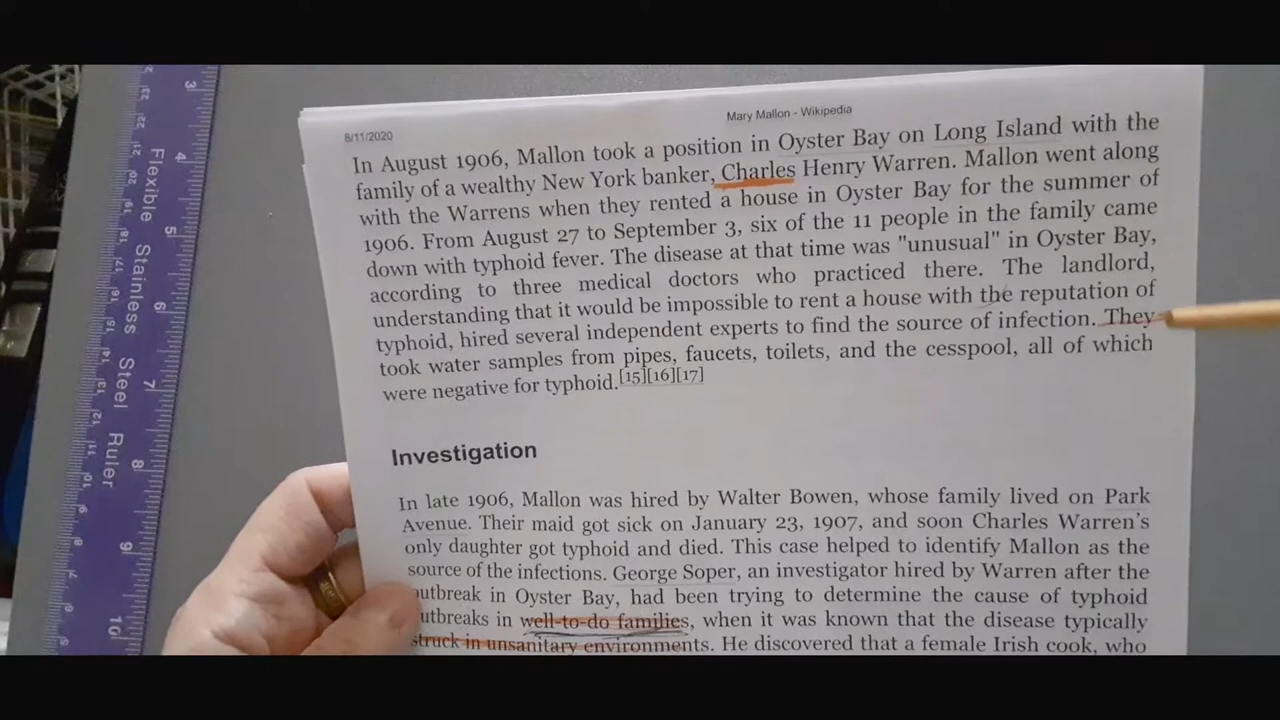 Mary Mallon - Wikipedia
8/11/2020
In August 1906, Mallon took a position in Oyster Bay on Long Island with the
family of a wealthy New York banker, Charles Henry Warren. Mallon went along
with the Warrens when they rented a house in Oyster Bay for the summer of
1906. From August 27 to September 3, six of the 11 people in the family came
down with typhoid fever. The disease at that time was "unusual" in Oyster Bay,
according to three medical doctors who practiced there. The landlord,
understanding that it would be impossible to rent a house with the reputation of
typhoid, hired several independent experts to find the source of infection. They
took water samples from pipes, faucets, toilets, and the cesspool, all of which
were negative for typhoid.[15][16][17]
Investigation
In late 1906, Mallon was hired by Walter Bowen, whose family lived on Park
Avenue. Their maid got sick on January 23, 1907, and soon Charles Warren's
only daughter got typhoid and died. This case helped to identify Mallon as the
source of the infections. George Soper, an investigator hired by Warren after the
outbreak in Oyster Bay, had been trying to determine the cause of typhoid
outbreaks in well-to-do families, when it was known that the disease typically
struck in unsanitary environments. He discovered that a female Irish cook, who
Flexible Stainless Steel Ruler
3
4
5
6
7
8
9
10